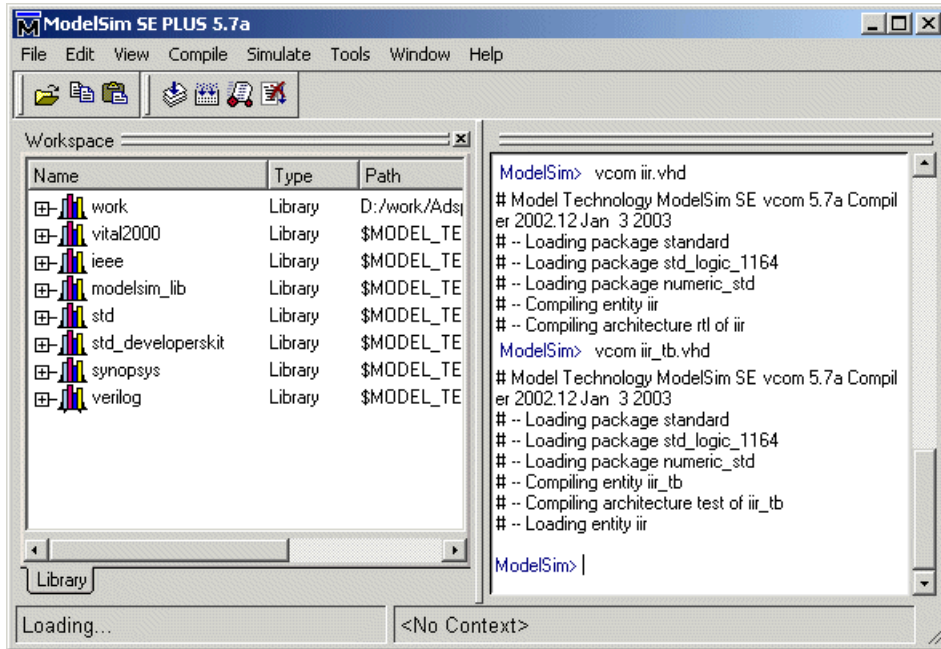 ModelSim SE PLUS 5.7a
File Edit View Compile Simulate Tools Window Help
Workspace
Name Type Path
work Library D:/work/Adsp
vital2000 Library $MODEL_TE
ieee Library $MODEL_TE
modelsim_lib Library $MODEL_TE
std Library $MODEL_TE
std_developerskit Library $MODEL_TE
synopsys Library $MODEL_TE
verilog Library $MODEL_TE
Library
ModelSim> vcom iir.vhd
# Model Technology ModelSim SE vcom 5.7a Compil
er 2002.12 Jan 3 2003
# -- Loading package standard
# -- Loading package std_logic_1164
# -- Loading package numeric_std
# -- Compiling entity iir
# -- Compiling architecture rtl of iir
ModelSim> vcom iir_tb.vhd
# Model Technology ModelSim SE vcom 5.7a Compil
er 2002.12 Jan 3 2003
# -- Loading package standard
# -- Loading package std_logic_1164
# -- Loading package numeric_std
# -- Compiling entity iir_tb
# -- Compiling architecture test of iir_tb
# -- Loading entity iir
ModelSim>
Loading... <No Context>